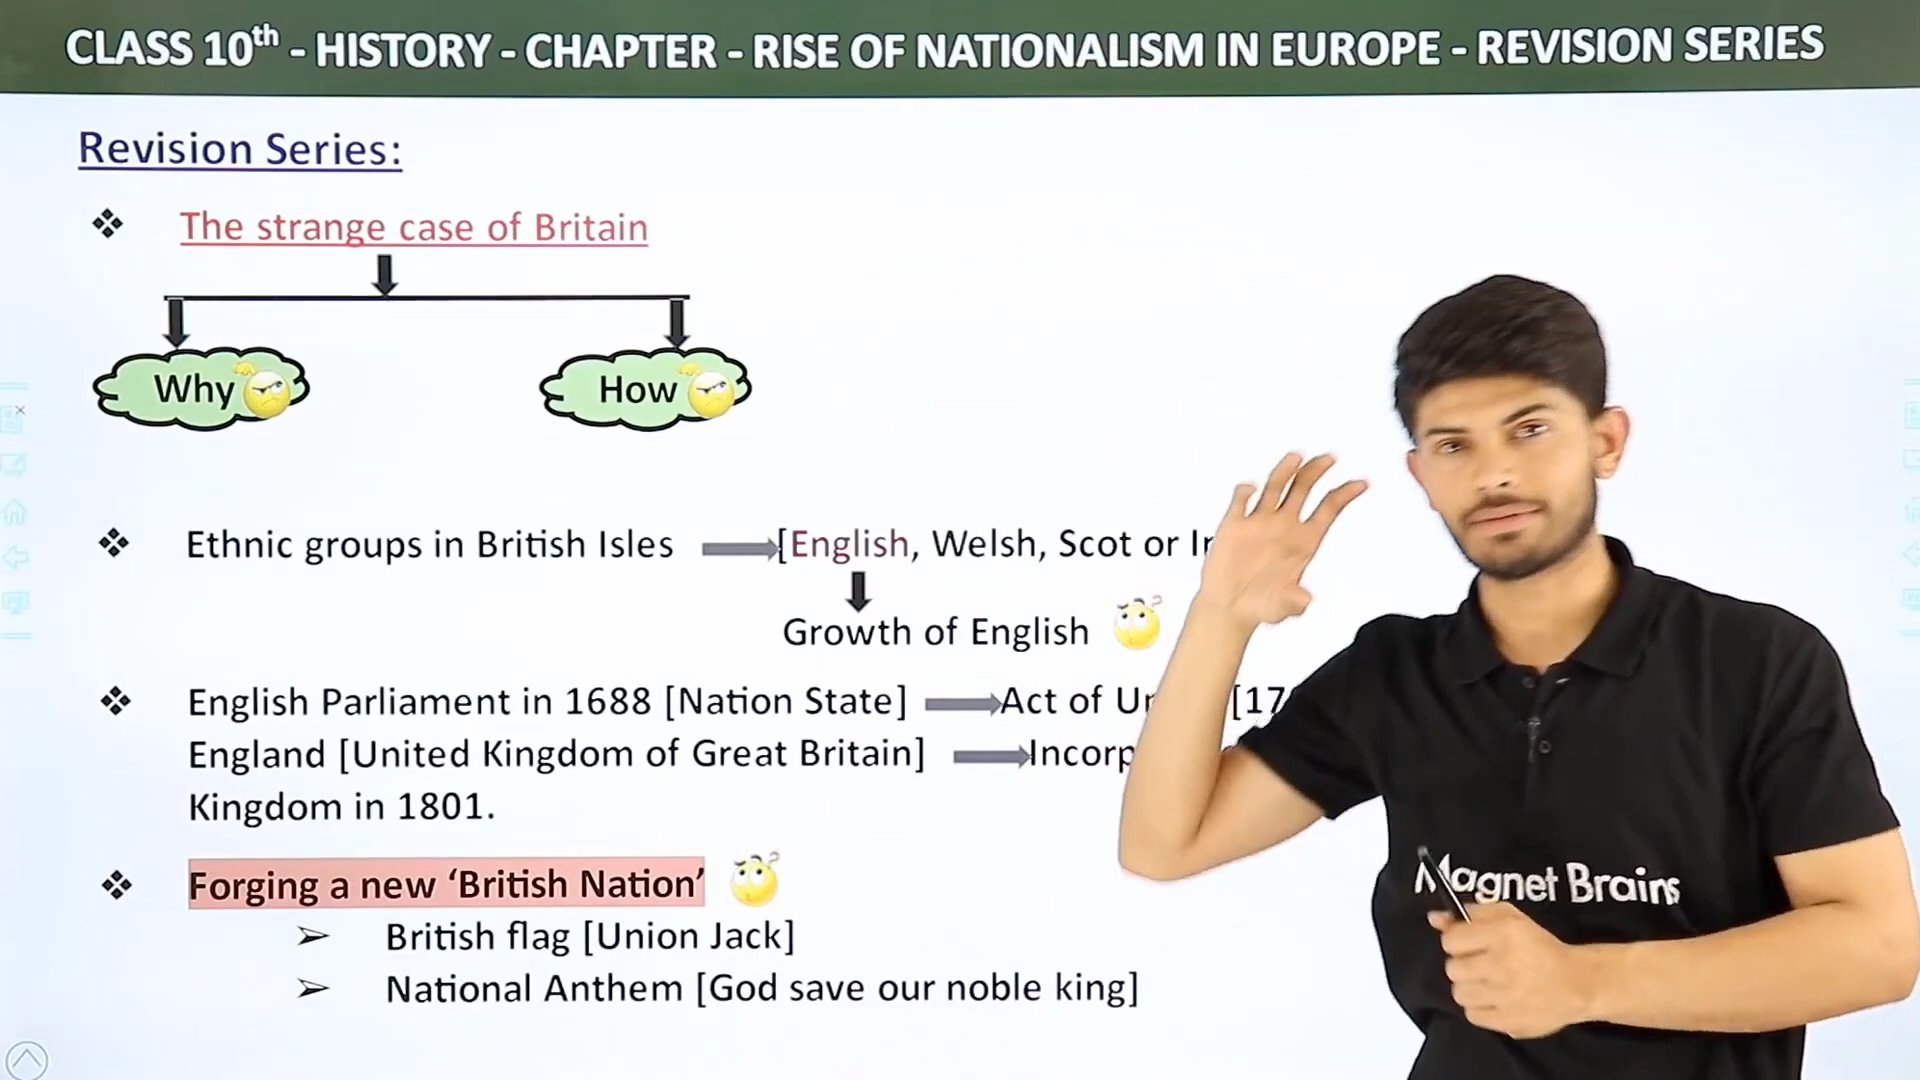 CLASS 10th - HISTORY - CHAPTER - RISE OF NATIONALISM IN EUROPE - REVISION SERIES
Revision Series:
The strange case of Britain
Why
How
Ethnic groups in British Isles [English, Welsh, Scot or
Growth of English
English Parliament in 1688 [Nation State] Act of
England [United Kingdom of Great Britain]
Kingdom in 1801.
Forging a new ‘British Nation’
British flag [Union Jack]
National Anthem [God save our noble king]
Magnet Brains